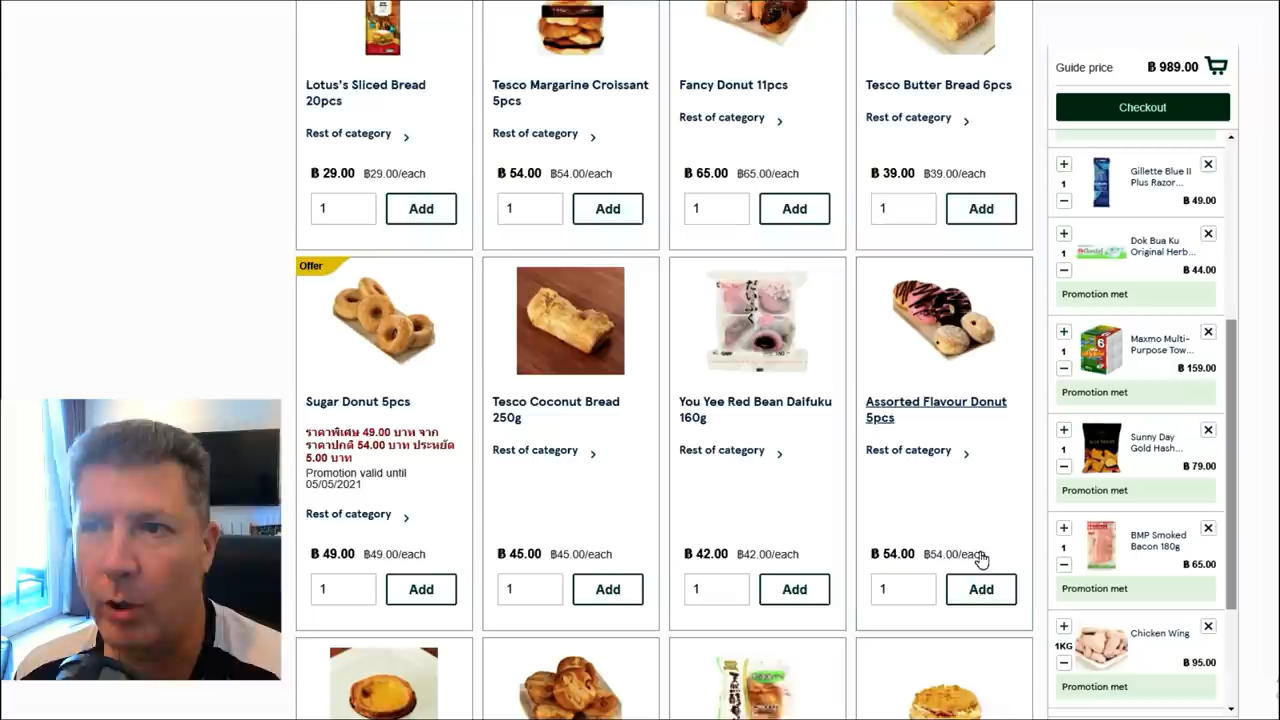 Lotus's Sliced Bread
20pcs
Rest of category
฿ 29.00 ฿29.00/each
1 Add
Tesco Margarine Croissant
5pcs
Rest of category
฿ 54.00 ฿54.00/each
1 Add
Fancy Donut 11pcs
Rest of category
฿ 65.00 ฿65.00/each
1 Add
Tesco Butter Bread 6pcs
Rest of category
฿ 39.00 ฿39.00/each
1 Add
Offer
Sugar Donut 5pcs
ราคาพิเศษ 49.00 บาท จาก
ราคาปกติ 54.00 บาท ประหยัด
5.00 บาท
Promotion valid until
05/05/2021
Rest of category
฿ 49.00 ฿49.00/each
1 Add
Tesco Coconut Bread
250g
Rest of category
฿ 45.00 ฿45.00/each
1 Add
だいふく
You Yee Red Bean Daifuku
160g
Rest of category
฿ 42.00 ฿42.00/each
1 Add
Assorted Flavour Donut
5pcs
Rest of category
฿ 54.00 ฿54.00/each
1 Add
Guide price ฿ 989.00
Checkout
1
Gillette Blue II
Plus Razor...
฿ 49.00
1
Dok Bua Ku
Original Herb...
฿ 44.00
Promotion met
1
6
Maxmo Multi-
Purpose Tow...
฿ 159.00
Promotion met
1
Sunny Day
Gold Hash...
฿ 79.00
Promotion met
1
BMP Smoked
Bacon 180g
฿ 65.00
Promotion met
1KG
Chicken Wing
฿ 95.00
Promotion met